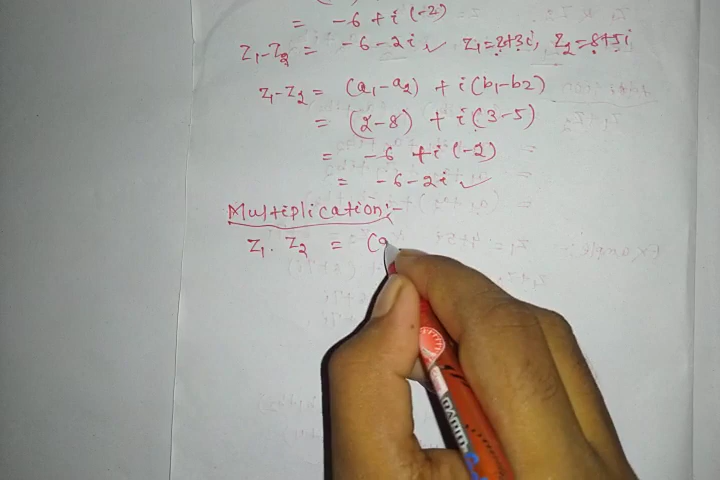 = -6 + i (-2)
Z1-Z2 = -6-2i ✓ Z1=2+3i, Z2=8+5i
Z1-Z2 = (a1-a2) + i(b1-b2)
= (2-8) + i(3-5)
= -6 + i(-2)
= -6-2i ✓
Multiplication:-
Z1. Z2 = (a